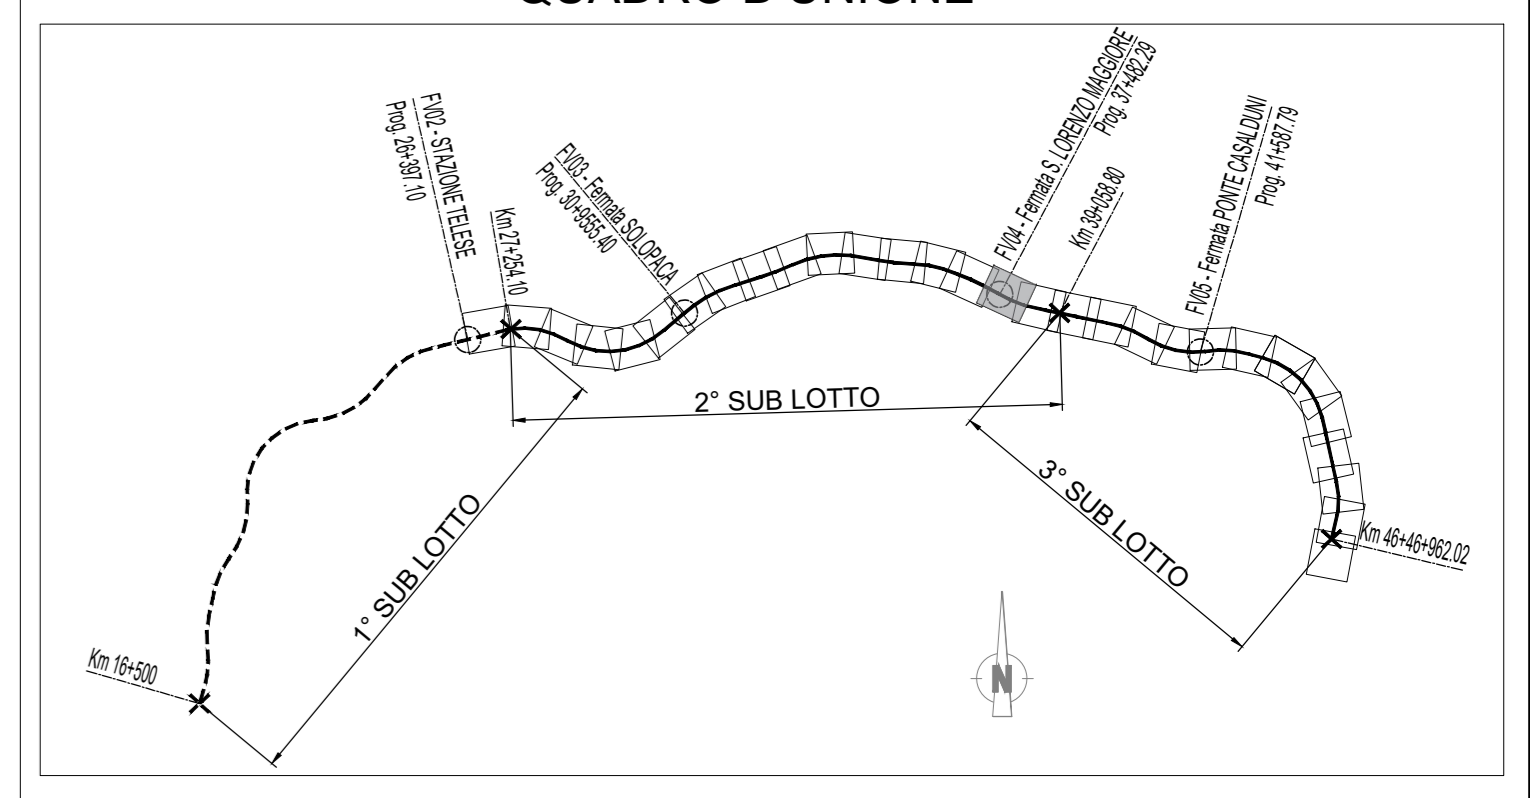 QUADRO D'UNIONE
FV02 - STAZIONE TELESE
Prog. 26+397.10
Km 27+254.10
FV03 - Fermata SOLOPACA
Prog. 30+9555.40
FV04 - Fermata S. LORENZO MAGGIORE
Prog. 37+482.29
Km 39+058.80
FV05 - Fermata PONTE CASALDUNI
Prog. 41+587.79
2° SUB LOTTO
1° SUB LOTTO
3° SUB LOTTO
Km 46+46+962.02
Km 16+500
N